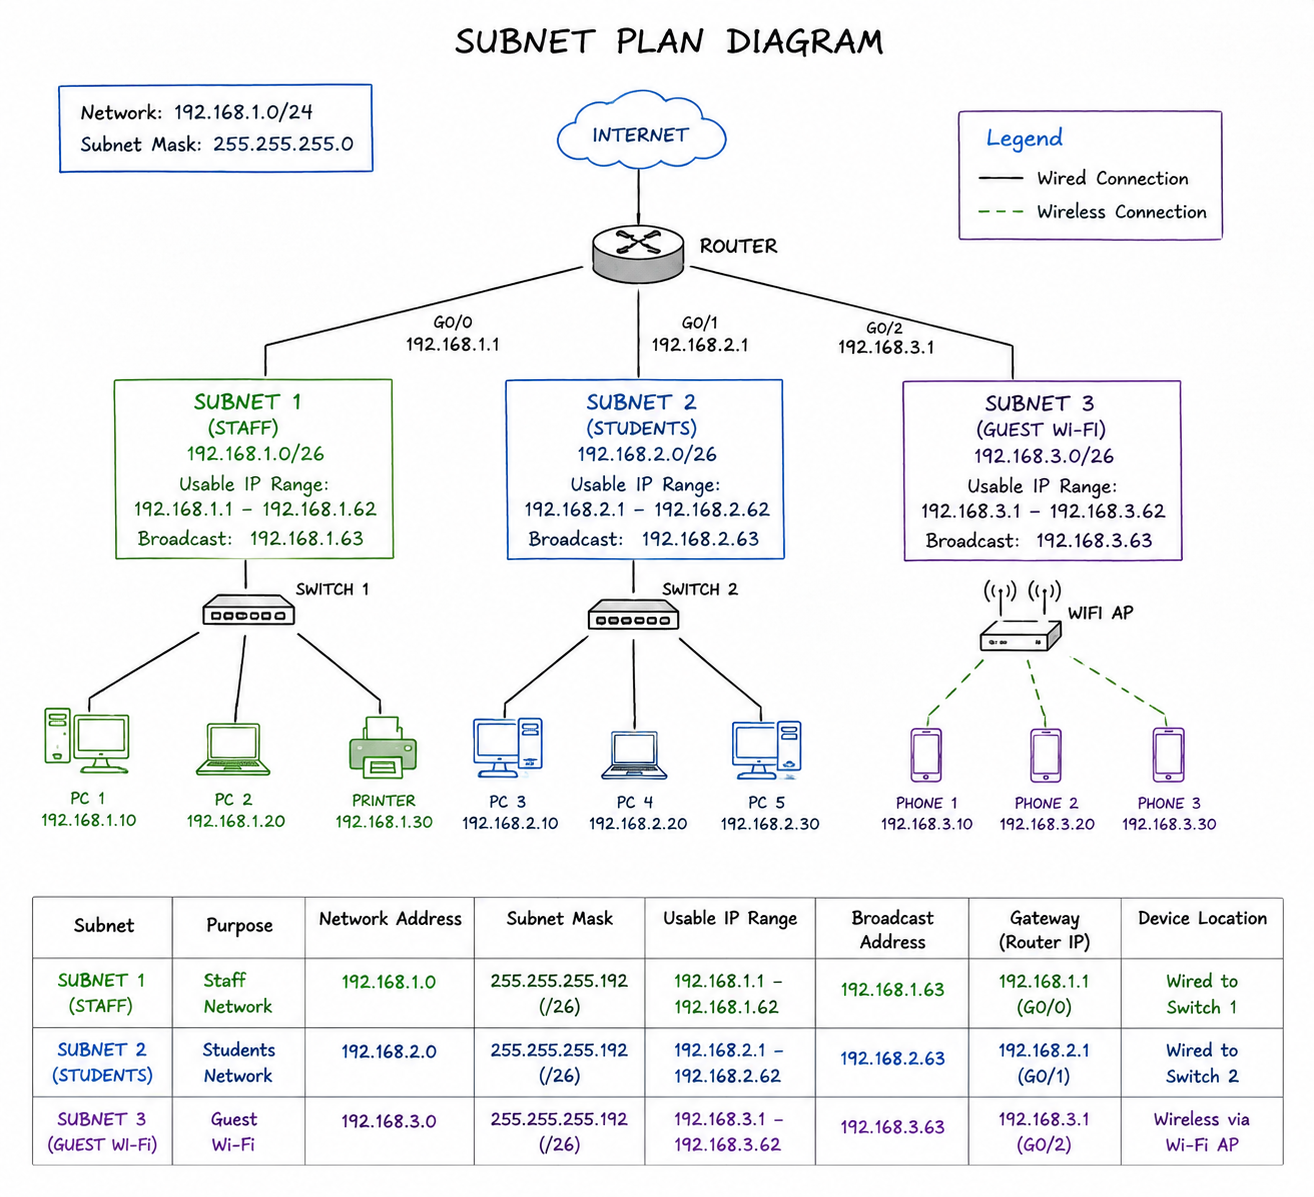 SUBNET PLAN DIAGRAM
Network: 192.168.1.0/24
Subnet Mask: 255.255.255.0
INTERNET
Legend
Wired Connection
Wireless Connection
ROUTER
G0/0
192.168.1.1
G0/1
192.168.2.1
G0/2
192.168.3.1
SUBNET 1
(STAFF)
192.168.1.0/26
Usable IP Range:
192.168.1.1 – 192.168.1.62
Broadcast: 192.168.1.63
SUBNET 2
(STUDENTS)
192.168.2.0/26
Usable IP Range:
192.168.2.1 – 192.168.2.62
Broadcast: 192.168.2.63
SUBNET 3
(GUEST Wi-FI)
192.168.3.0/26
Usable IP Range:
192.168.3.1 – 192.168.3.62
Broadcast: 192.168.3.63
SWITCH 1
SWITCH 2
WIFI AP
PC 1
192.168.1.10
PC 2
192.168.1.20
PRINTER
192.168.1.30
PC 3
192.168.2.10
PC 4
192.168.2.20
PC 5
192.168.2.30
PHONE 1
192.168.3.10
PHONE 2
192.168.3.20
PHONE 3
192.168.3.30
Subnet
Purpose
Network Address
Subnet Mask
Usable IP Range
Broadcast
Address
Gateway
(Router IP)
Device Location
SUBNET 1
(STAFF)
Staff
Network
192.168.1.0
255.255.255.192
(/26)
192.168.1.1 –
192.168.1.62
192.168.1.63
192.168.1.1
(G0/0)
Wired to
Switch 1
SUBNET 2
(STUDENTS)
Students
Network
192.168.2.0
255.255.255.192
(/26)
192.168.2.1 –
192.168.2.62
192.168.2.63
192.168.2.1
(G0/1)
Wired to
Switch 2
SUBNET 3
(GUEST WI-Fi)
Guest
Wi-Fi
192.168.3.0
255.255.255.192
(/26)
192.168.3.1 –
192.168.3.62
192.168.3.63
192.168.3.1
(G0/2)
Wireless via
Wi-Fi AP